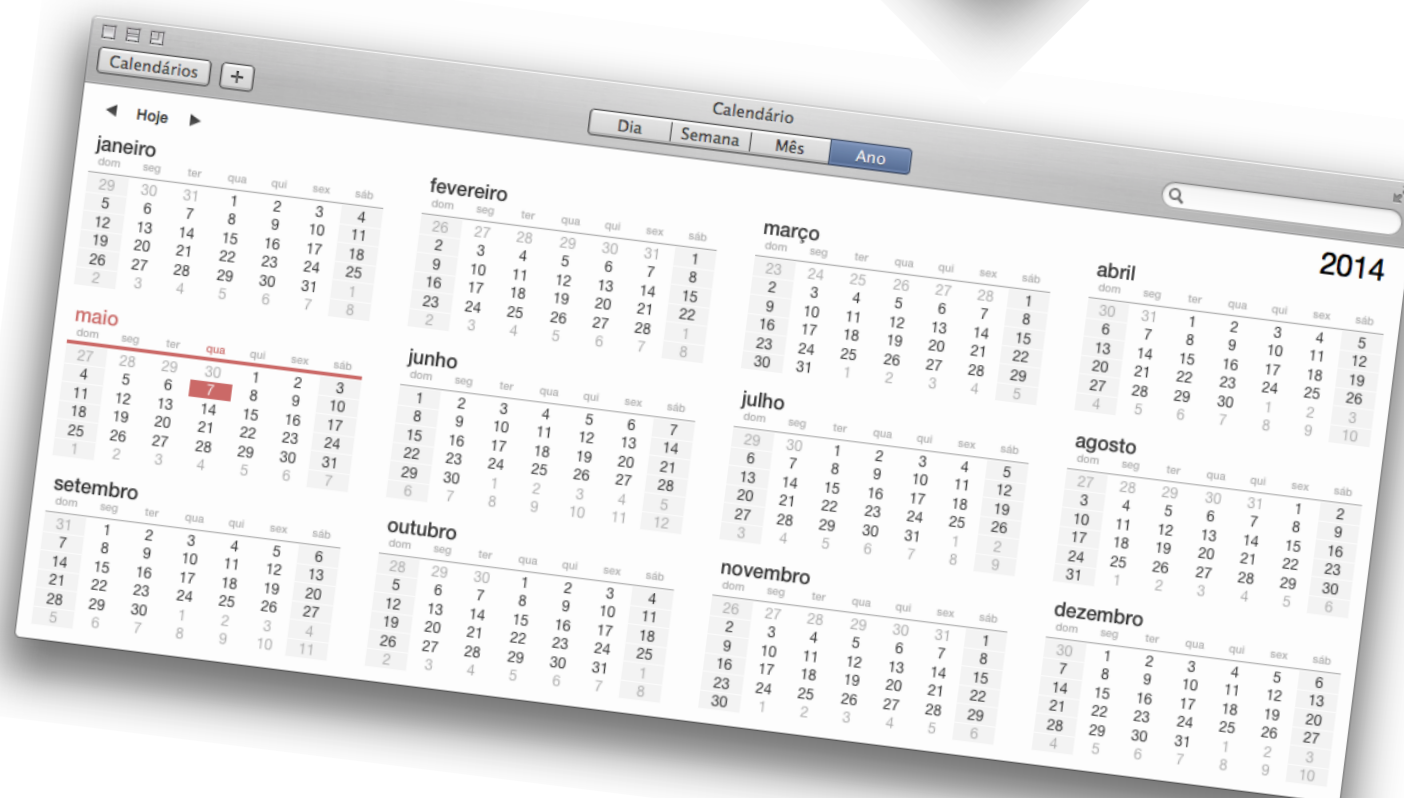 Calendário
Calendários +
Dia Semana Mês Ano
Hoje
2014
janeiro
dom seg ter qua qui sex sáb
29 30 31 1 2 3 4
5 6 7 8 9 10 11
12 13 14 15 16 17 18
19 20 21 22 23 24 25
26 27 28 29 30 31 1
2 3 4 5 6 7 8
fevereiro
dom seg ter qua qui sex sáb
26 27 28 29 30 31 1
2 3 4 5 6 7 8
9 10 11 12 13 14 15
16 17 18 19 20 21 22
23 24 25 26 27 28 1
2 3 4 5 6 7 8
março
dom seg ter qua qui sex sáb
23 24 25 26 27 28 1
2 3 4 5 6 7 8
9 10 11 12 13 14 15
16 17 18 19 20 21 22
23 24 25 26 27 28 29
30 31 1 2 3 4 5
abril
dom seg ter qua qui sex sáb
30 31 1 2 3 4 5
6 7 8 9 10 11 12
13 14 15 16 17 18 19
20 21 22 23 24 25 26
27 28 29 30 1 2 3
4 5 6 7 8 9 10
maio
dom seg ter qua qui sex sáb
27 28 29 30 1 2 3
4 5 6 7 8 9 10
11 12 13 14 15 16 17
18 19 20 21 22 23 24
25 26 27 28 29 30 31
1 2 3 4 5 6 7
junho
dom seg ter qua qui sex sáb
1 2 3 4 5 6 7
8 9 10 11 12 13 14
15 16 17 18 19 20 21
22 23 24 25 26 27 28
29 30 1 2 3 4 5
6 7 8 9 10 11 12
julho
dom seg ter qua qui sex sáb
29 30 1 2 3 4 5
6 7 8 9 10 11 12
13 14 15 16 17 18 19
20 21 22 23 24 25 26
27 28 29 30 31 1 2
3 4 5 6 7 8 9
agosto
dom seg ter qua qui sex sáb
27 28 29 30 31 1 2
3 4 5 6 7 8 9
10 11 12 13 14 15 16
17 18 19 20 21 22 23
24 25 26 27 28 29 30
31 1 2 3 4 5 6
setembro
dom seg ter qua qui sex sáb
31 1 2 3 4 5 6
7 8 9 10 11 12 13
14 15 16 17 18 19 20
21 22 23 24 25 26 27
28 29 30 1 2 3 4
5 6 7 8 9 10 11
outubro
dom seg ter qua qui sex sáb
28 29 30 1 2 3 4
5 6 7 8 9 10 11
12 13 14 15 16 17 18
19 20 21 22 23 24 25
26 27 28 29 30 31 1
2 3 4 5 6 7 8
novembro
dom seg ter qua qui sex sáb
26 27 28 29 30 31 1
2 3 4 5 6 7 8
9 10 11 12 13 14 15
16 17 18 19 20 21 22
23 24 25 26 27 28 29
30 1 2 3 4 5 6
dezembro
dom seg ter qua qui sex sáb
30 1 2 3 4 5 6
7 8 9 10 11 12 13
14 15 16 17 18 19 20
21 22 23 24 25 26 27
28 29 30 31 1 2 3
4 5 6 7 8 9 10